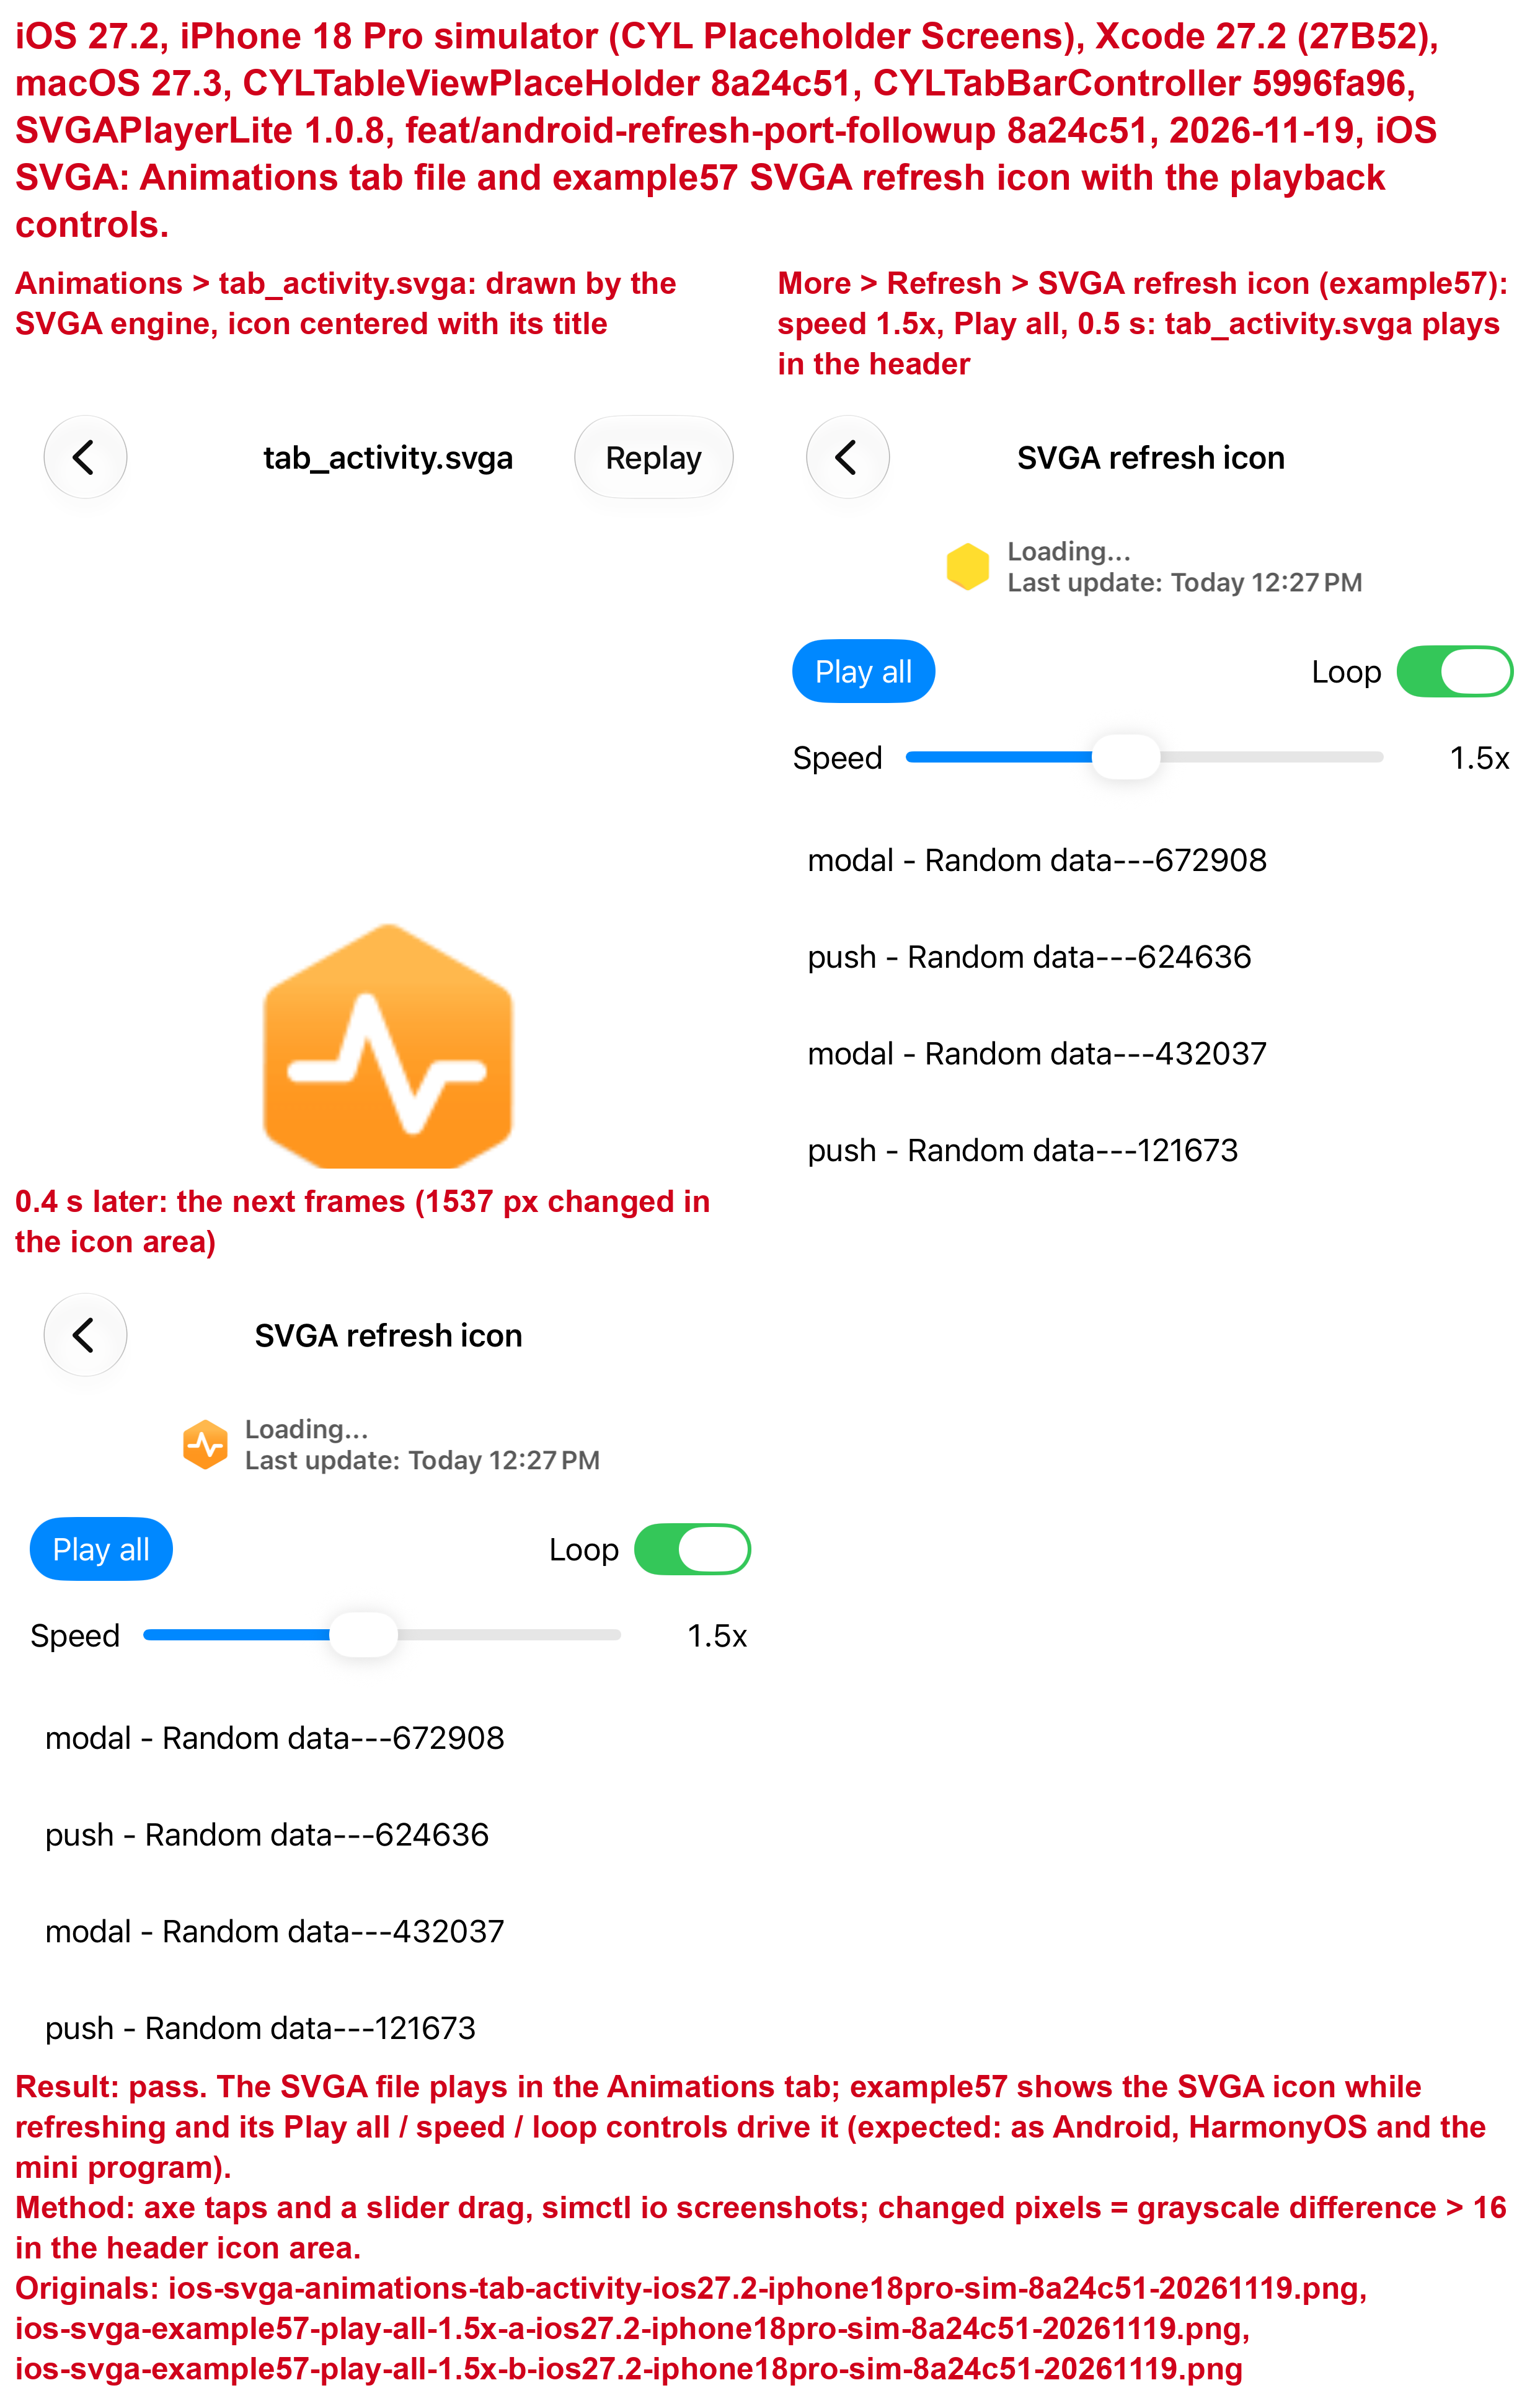 iOS 27.2, iPhone 18 Pro simulator (CYL Placeholder Screens), Xcode 27.2 (27B52),
macOS 27.3, CYLTableViewPlaceHolder 8a24c51, CYLTabBarController 5996fa96,
SVGAPlayerLite 1.0.8, feat/android-refresh-port-followup 8a24c51, 2026-11-19, iOS
SVGA: Animations tab file and example57 SVGA refresh icon with the playback
controls.
Animations > tab_activity.svga: drawn by the
SVGA engine, icon centered with its title
tab_activity.svga
Replay
More > Refresh > SVGA refresh icon (example57):
speed 1.5x, Play all, 0.5 s: tab_activity.svga plays
in the header
SVGA refresh icon
Loading...
Last update: Today 12:27 PM
Play all
Loop
Speed
1.5x
modal - Random data---672908
push - Random data---624636
modal - Random data---432037
push - Random data---121673
0.4 s later: the next frames (1537 px changed in
the icon area)
SVGA refresh icon
Loading...
Last update: Today 12:27 PM
Play all
Loop
Speed
1.5x
modal - Random data---672908
push - Random data---624636
modal - Random data---432037
push - Random data---121673
Result: pass. The SVGA file plays in the Animations tab; example57 shows the SVGA icon while
refreshing and its Play all / speed / loop controls drive it (expected: as Android, HarmonyOS and the
mini program).
Method: axe taps and a slider drag, simctl io screenshots; changed pixels = grayscale difference > 16
in the header icon area.
Originals: ios-svga-animations-tab-activity-ios27.2-iphone18pro-sim-8a24c51-20261119.png,
ios-svga-example57-play-all-1.5x-a-ios27.2-iphone18pro-sim-8a24c51-20261119.png,
ios-svga-example57-play-all-1.5x-b-ios27.2-iphone18pro-sim-8a24c51-20261119.png